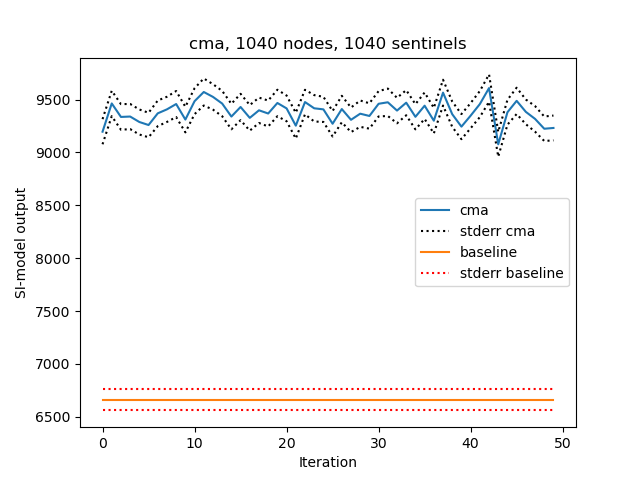 cma, 1040 nodes, 1040 sentinels
SI-model output
9500
9000
8500
8000
7500
7000
6500
cma
stderr cma
baseline
stderr baseline
0 10 20 30 40 50
Iteration